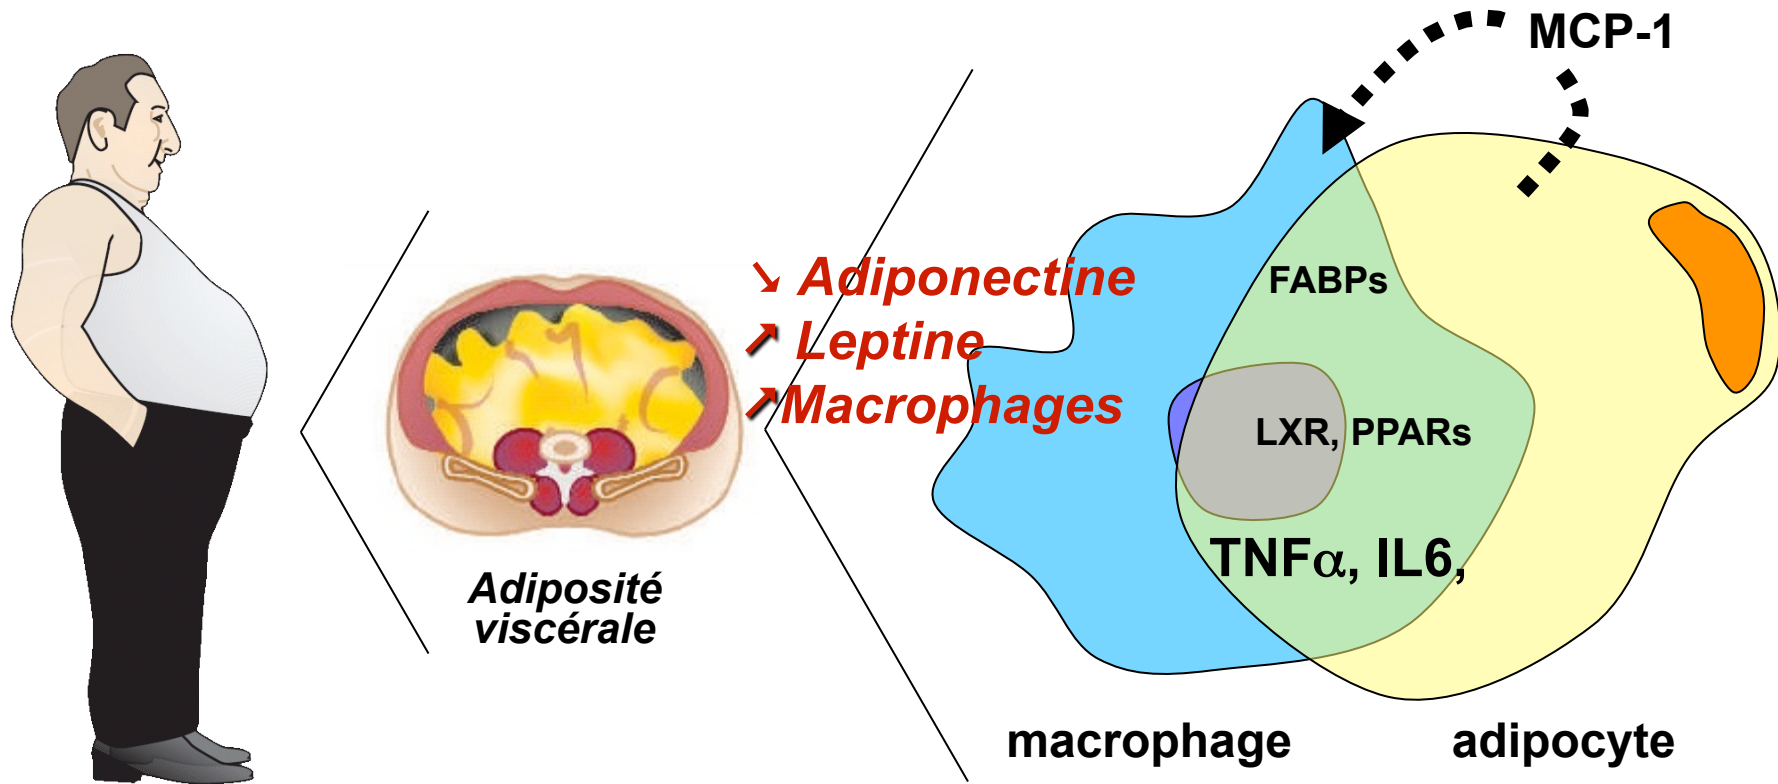 MCP-1
↘ Adiponectine
↗ Leptine
↗Macrophages
FABPs
LXR, PPARs
TNFα, IL6,
Adiposité
viscérale
macrophage
adipocyte